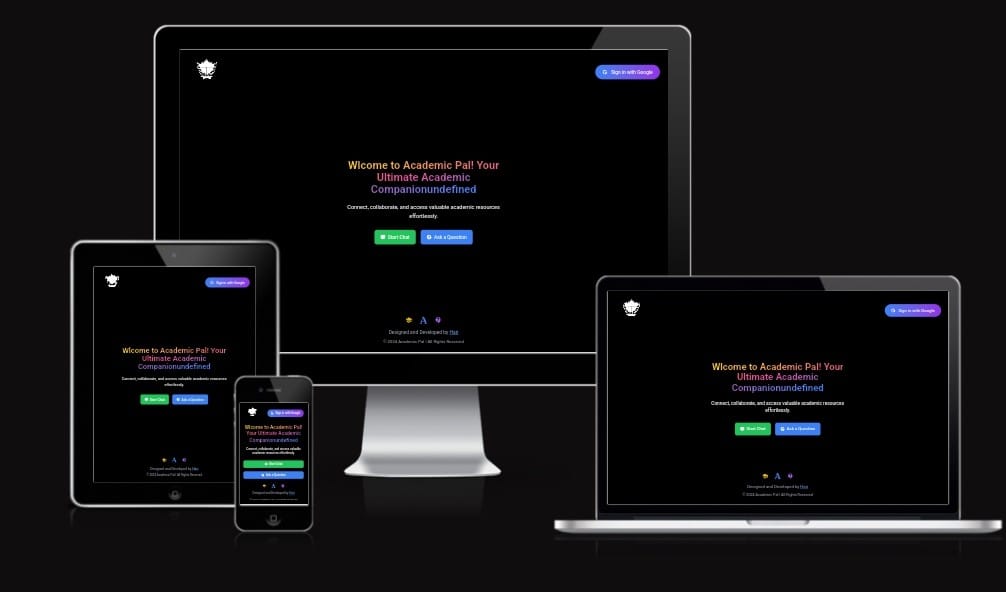 Sign in with Google
Wlcome to Academic Pal! Your
Ultimate Academic
Companionundefined
Connect, collaborate, and access valuable academic resources
effortlessly.
Start Chat
Ask a Question
A
Designed and Developed by
© 2024 Academic Pal | All Rights Reserved
Sign in with Google
Wlcome to Academic Pal! Your
Ultimate Academic
Companionundefined
Connect, collaborate, and access valuable academic resources
effortlessly.
Start Chat
Ask a Question
A
Designed and Developed by
© 2024 Academic Pal | All Rights Reserved
Sign in with Google
Wlcome to Academic Pal!
Your Ultimate Academic
Companionundefined
Connect, collaborate, and access valuable
academic resources effortlessly.
Start Chat
Ask a Question
A
Designed and Developed by
Sign in with Google
Wlcome to Academic Pal! Your
Ultimate Academic
Companionundefined
Connect, collaborate, and access valuable academic resources
effortlessly.
Start Chat
Ask a Question
A
Designed and Developed by
© 2024 Academic Pal | All Rights Reserved